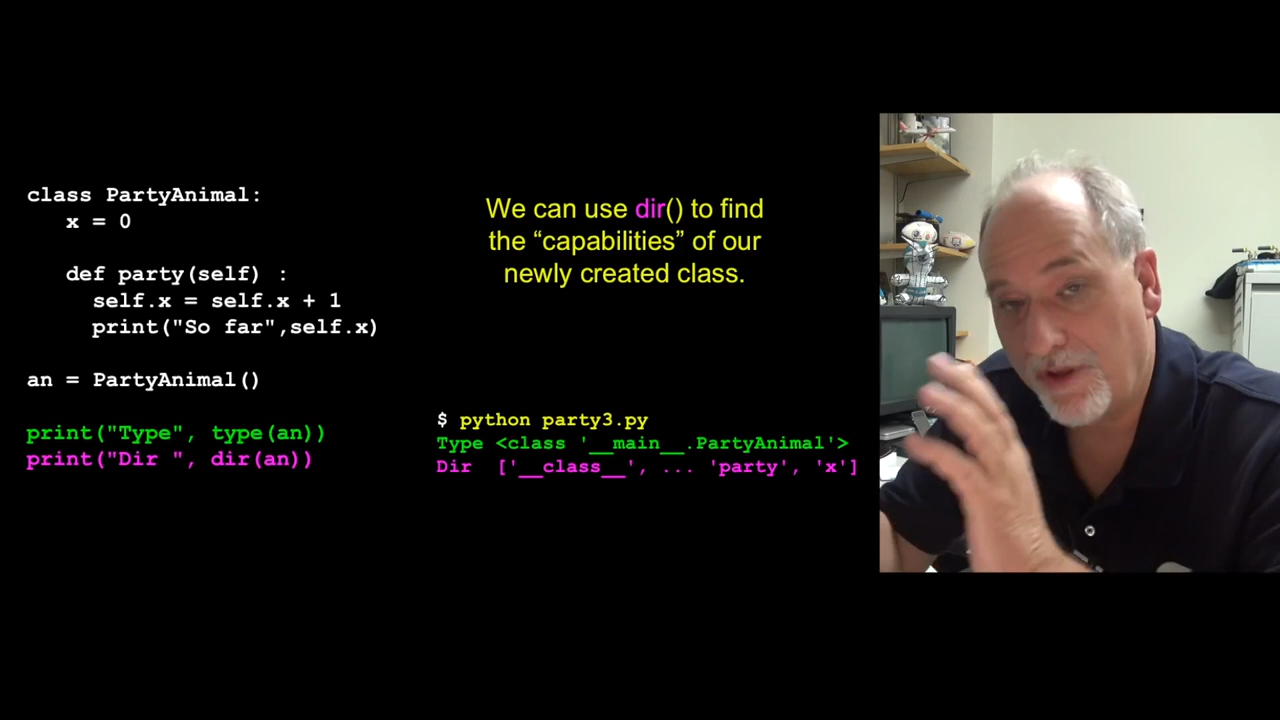 class PartyAnimal:
x = 0
def party(self) :
self.x = self.x + 1
print("So far",self.x)
an = PartyAnimal()
print("Type", type(an))
print("Dir ", dir(an))
We can use dir() to find
the “capabilities” of our
newly created class.
$ python party3.py
Type <class '__main__.PartyAnimal'>
Dir  ['__class__', ... 'party', 'x']